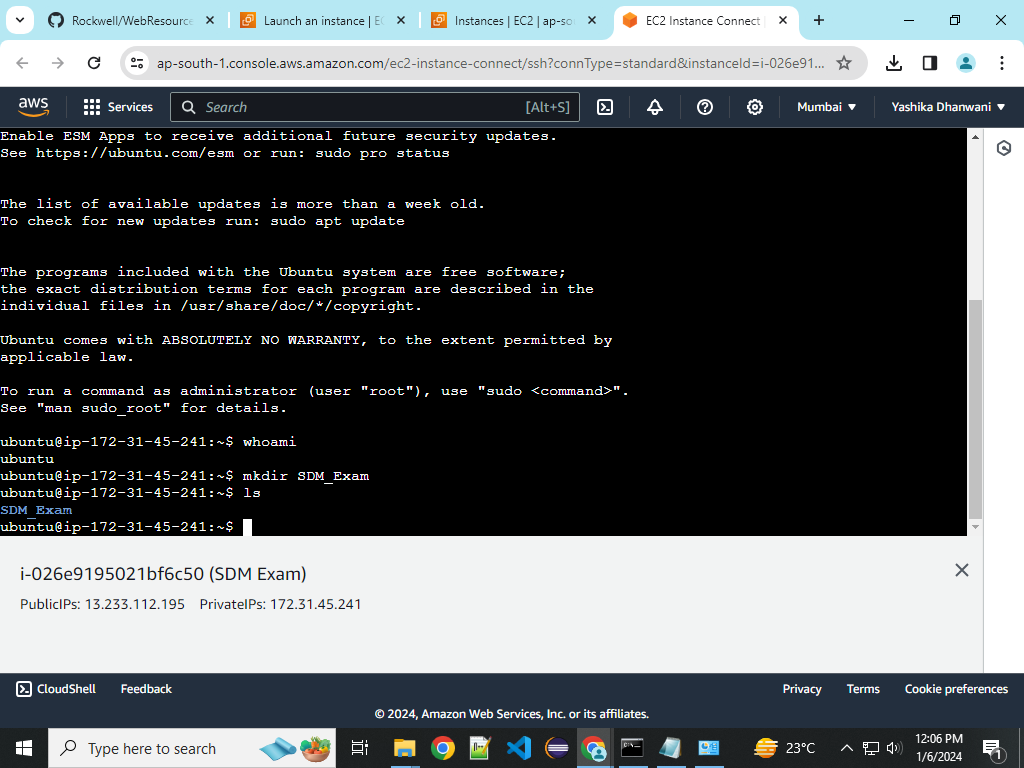 Rockwell/WebResource
Launch an instance | EC
Instances | EC2 | ap-so
EC2 Instance Connect
ap-south-1.console.aws.amazon.com/ec2-instance-connect/ssh?connType=standard&instanceId=i-026e91...
aws
Services
Search
[Alt+S]
Mumbai
Yashika Dhanwani
Enable ESM Apps to receive additional future security updates.
See https://ubuntu.com/esm or run: sudo pro status
The list of available updates is more than a week old.
To check for new updates run: sudo apt update
The programs included with the Ubuntu system are free software;
the exact distribution terms for each program are described in the
individual files in /usr/share/doc/*/copyright.
Ubuntu comes with ABSOLUTELY NO WARRANTY, to the extent permitted by
applicable law.
To run a command as administrator (user "root"), use "sudo <command>".
See "man sudo_root" for details.
ubuntu@ip-172-31-45-241:~$ whoami
ubuntu
ubuntu@ip-172-31-45-241:~$ mkdir SDM_Exam
ubuntu@ip-172-31-45-241:~$ ls
SDM_Exam
ubuntu@ip-172-31-45-241:~$
i-026e9195021bf6c50 (SDM Exam)
PublicIPs: 13.233.112.195 PrivateIPs: 172.31.45.241
CloudShell
Feedback
Privacy
Terms
Cookie preferences
© 2024, Amazon Web Services, Inc. or its affiliates.
Type here to search
23°C
12:06 PM
1/6/2024
1